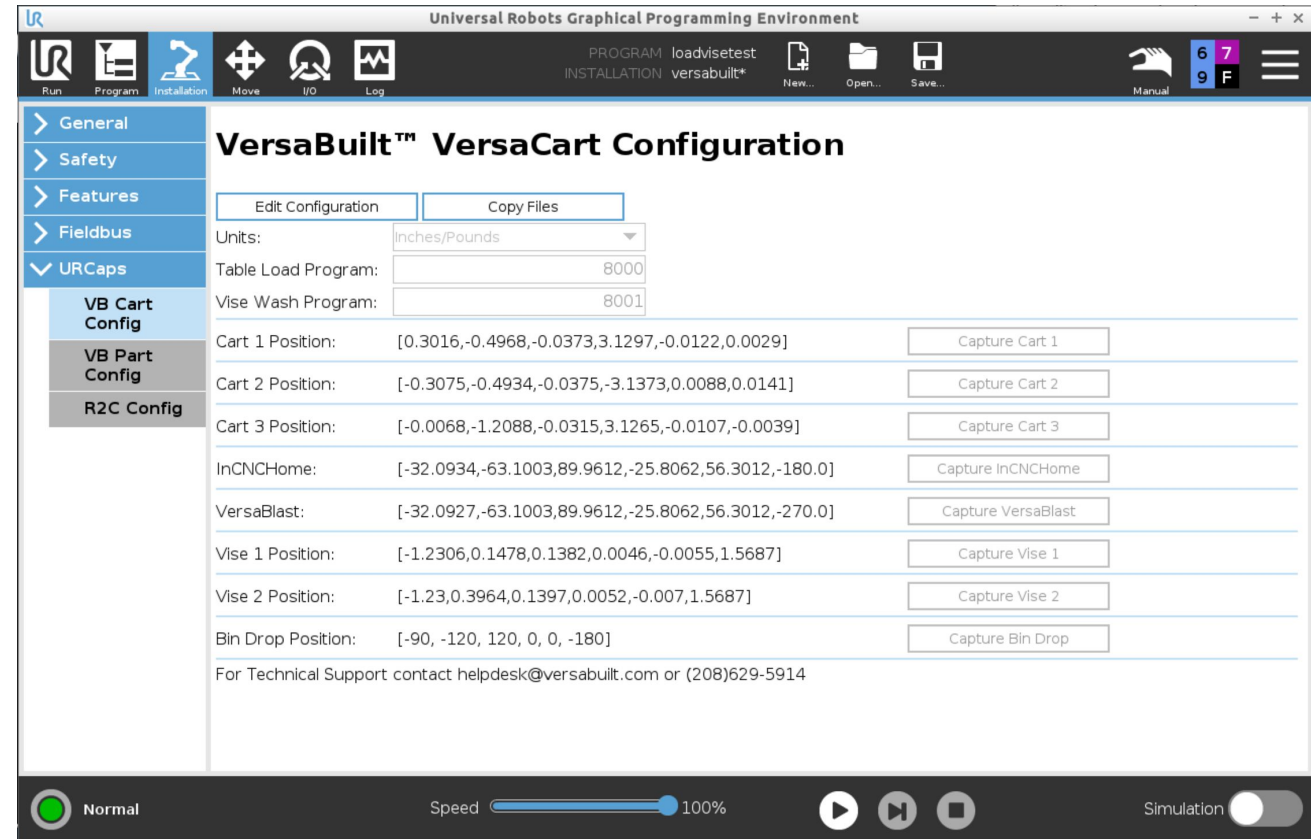 UR Universal Robots Graphical Programming Environment − + ×
UR PROGRAM loadvisetest 6 7
INSTALLATION versabuilt* 9 F
Run Program Installation Move I/O Log New... Open... Save... Manual
General
Safety
Features
Fieldbus
URCaps
VB Cart
Config
VB Part
Config
R2C Config
VersaBuilt™ VersaCart Configuration
Edit Configuration Copy Files
Units: Inches/Pounds
Table Load Program: 8000
Vise Wash Program: 8001
Cart 1 Position: [0.3016,-0.4968,-0.0373,3.1297,-0.0122,0.0029] Capture Cart 1
Cart 2 Position: [-0.3075,-0.4934,-0.0375,-3.1373,0.0088,0.0141] Capture Cart 2
Cart 3 Position: [-0.0068,-1.2088,-0.0315,3.1265,-0.0107,-0.0039] Capture Cart 3
InCNCHome: [-32.0934,-63.1003,89.9612,-25.8062,56.3012,-180.0] Capture InCNCHome
VersaBlast: [-32.0927,-63.1003,89.9612,-25.8062,56.3012,-270.0] Capture VersaBlast
Vise 1 Position: [-1.2306,0.1478,0.1382,0.0046,-0.0055,1.5687] Capture Vise 1
Vise 2 Position: [-1.23,0.3964,0.1397,0.0052,-0.007,1.5687] Capture Vise 2
Bin Drop Position: [-90, -120, 120, 0, 0, -180] Capture Bin Drop
For Technical Support contact helpdesk@versabuilt.com or (208)629-5914
Normal Speed 100% Simulation